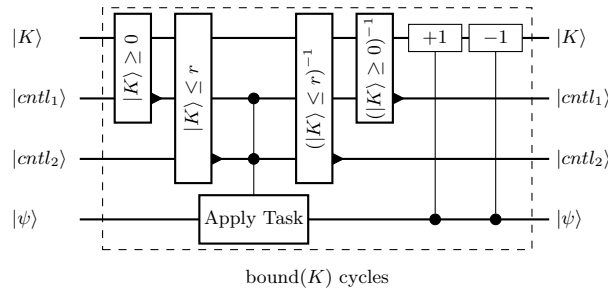 |K⟩ |K⟩ ≥ 0 |K⟩ ≤ r (|K⟩ ≤ r)⁻¹ (|K⟩ ≥ 0)⁻¹ +1 −1 |K⟩
|cntl₁⟩ |cntl₁⟩
|cntl₂⟩ |cntl₂⟩
|ψ⟩ Apply Task |ψ⟩
bound(K) cycles